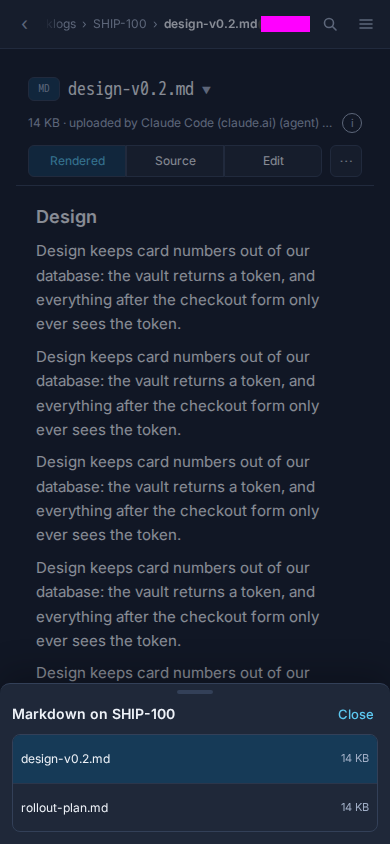 klogs › SHIP-100 › design-v0.2.md
MD design-v0.2.md ▼
14 KB · uploaded by Claude Code (claude.ai) (agent) ... i
Rendered Source Edit ...
Design
Design keeps card numbers out of our
database: the vault returns a token, and
everything after the checkout form only
ever sees the token.
Design keeps card numbers out of our
database: the vault returns a token, and
everything after the checkout form only
ever sees the token.
Design keeps card numbers out of our
database: the vault returns a token, and
everything after the checkout form only
ever sees the token.
Design keeps card numbers out of our
database: the vault returns a token, and
everything after the checkout form only
ever sees the token.
Design keeps card numbers out of our
Markdown on SHIP-100 Close
design-v0.2.md 14 KB
rollout-plan.md 14 KB